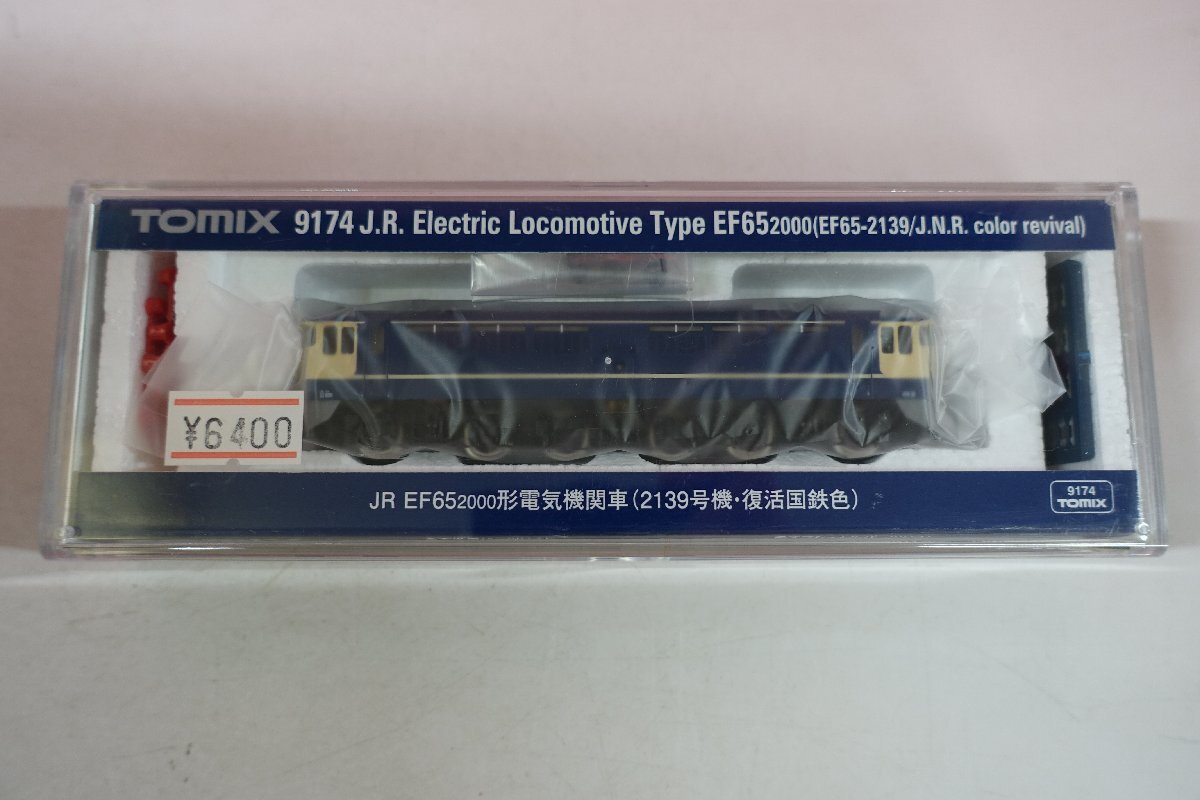 TOMIX 9174 J.R. Electric Locomotive Type EF652000(EF65-2139/J.N.R. color revival)
¥6400
JR EF652000形電気機関車(2139号機・復活国鉄色)
9174
TOMIX